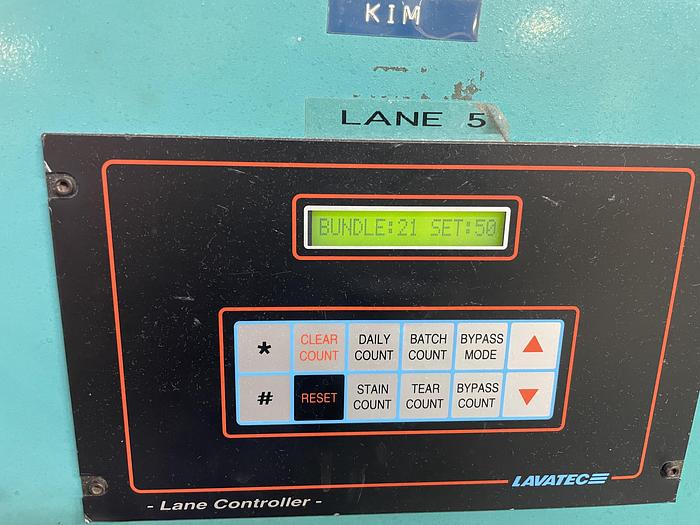 KIM
LANE 5
BUNDLE:21 SET:50
* CLEAR COUNT DAILY COUNT BATCH COUNT BYPASS MODE
# RESET STAIN COUNT TEAR COUNT BYPASS COUNT
LAVATEC
- Lane Controller -